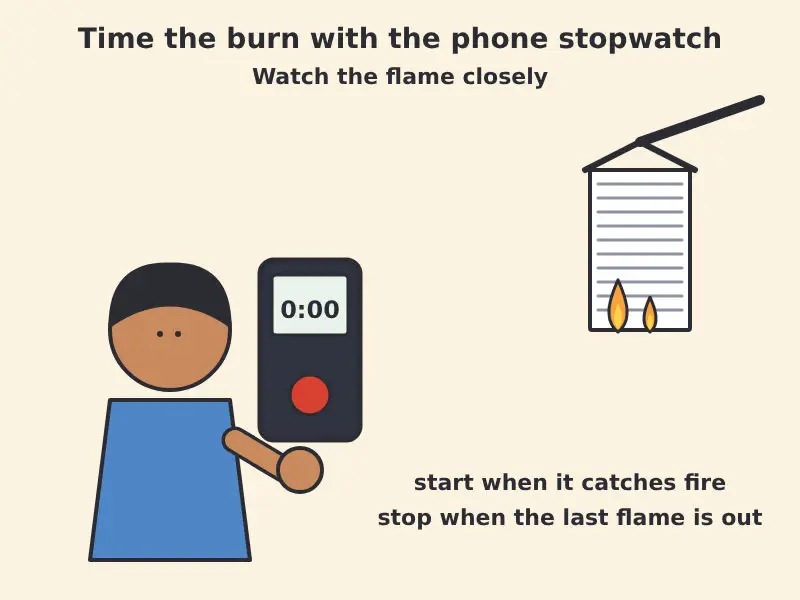 Time the burn with the phone stopwatch
Watch the flame closely
0:00
start when it catches fire
stop when the last flame is out